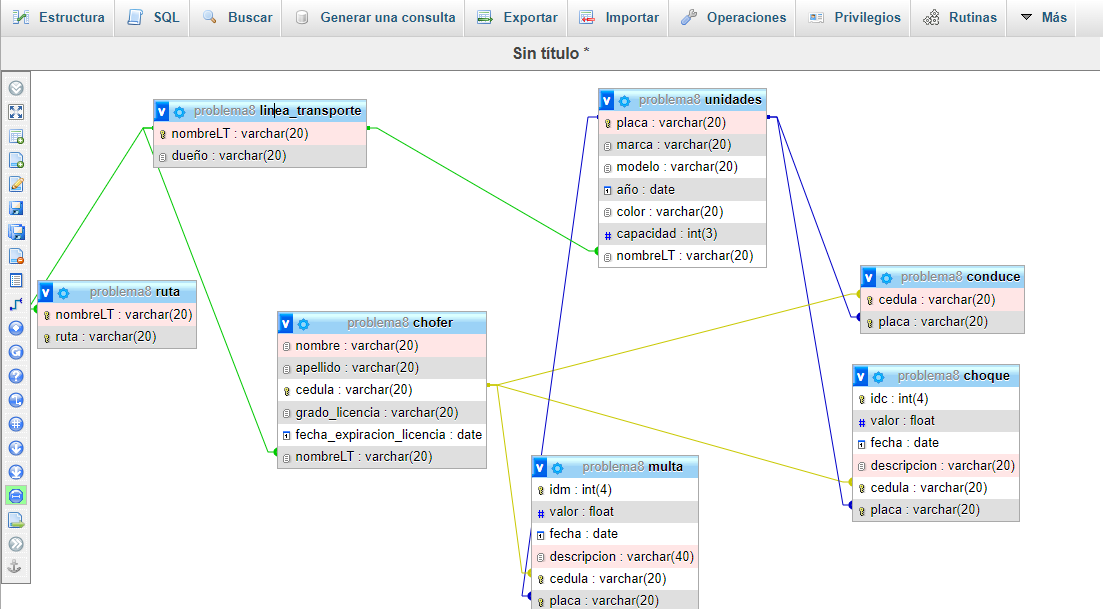 Estructura SQL Buscar Generar una consulta Exportar Importar Operaciones Privilegios Rutinas Más
Sin título *
problema8 linea_transporte
nombreLT : varchar(20)
dueño : varchar(20)
problema8 unidades
placa : varchar(20)
marca : varchar(20)
modelo : varchar(20)
año : date
color : varchar(20)
capacidad : int(3)
nombreLT : varchar(20)
problema8 ruta
nombreLT : varchar(20)
ruta : varchar(20)
problema8 chofer
nombre : varchar(20)
apellido : varchar(20)
cedula : varchar(20)
grado_licencia : varchar(20)
fecha_expiracion_licencia : date
nombreLT : varchar(20)
problema8 conduce
cedula : varchar(20)
placa : varchar(20)
problema8 choque
idc : int(4)
valor : float
fecha : date
descripcion : varchar(20)
cedula : varchar(20)
placa : varchar(20)
problema8 multa
idm : int(4)
valor : float
fecha : date
descripcion : varchar(40)
cedula : varchar(20)
placa : varchar(20)